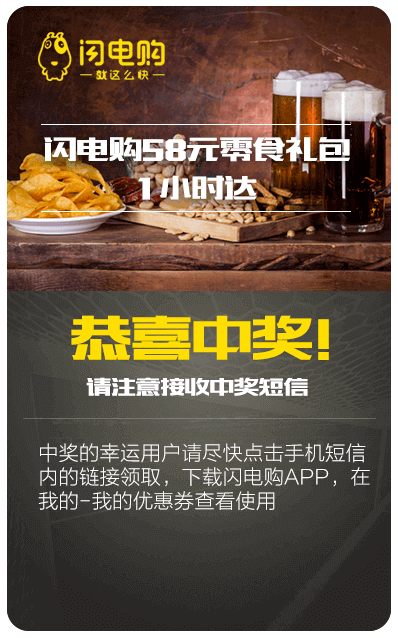 闪电购
就这么快
闪电购58元零食礼包
1小时达
恭喜中奖!
请注意接收中奖短信
中奖的幸运用户请尽快点击手机短信
内的链接领取，下载闪电购APP，在
我的-我的优惠券查看使用